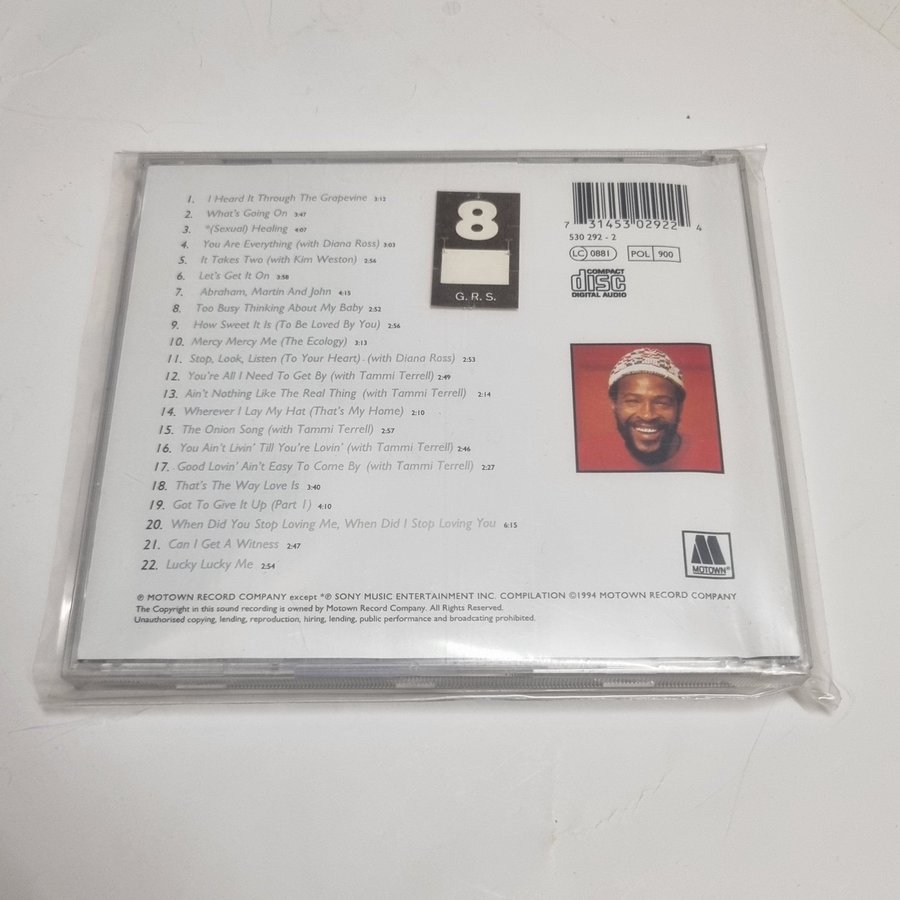 1. I Heard It Through The Grapevine 3:12
2. What's Going On 3:47
3. *(Sexual) Healing 4:07
4. You Are Everything (with Diana Ross) 3:03
5. It Takes Two (with Kim Weston) 2:56
6. Let's Get It On 3:58
7. Abraham, Martin And John 4:15
8. Too Busy Thinking About My Baby 2:52
9. How Sweet It Is (To Be Loved By You) 2:56
10. Mercy Mercy Me (The Ecology) 3:13
11. Stop, Look, Listen (To Your Heart) (with Diana Ross) 2:53
12. You're All I Need To Get By (with Tammi Terrell) 2:49
13. Ain't Nothing Like The Real Thing (with Tammi Terrell) 2:14
14. Wherever I Lay My Hat (That's My Home) 2:10
15. The Onion Song (with Tammi Terrell) 2:57
16. You Ain't Livin' Till You're Lovin' (with Tammi Terrell) 2:46
17. Good Lovin' Ain't Easy To Come By (with Tammi Terrell) 2:27
18. That's The Way Love Is 3:40
19. Got To Give It Up (Part 1) 4:10
20. When Did You Stop Loving Me, When Did I Stop Loving You 6:15
21. Can I Get A Witness 2:47
22. Lucky Lucky Me 2:54
8
G.R.S.
7 31453 02922 4
530 292 - 2
LC 0881 POL 900
COMPACT
disc
DIGITAL AUDIO
M
MOTOWN®
℗ MOTOWN RECORD COMPANY except *℗ SONY MUSIC ENTERTAINMENT INC. COMPILATION ©1994 MOTOWN RECORD COMPANY
The Copyright in this sound recording is owned by Motown Record Company. All Rights Reserved.
Unauthorised copying, lending, reproduction, hiring, lending, public performance and broadcasting prohibited.